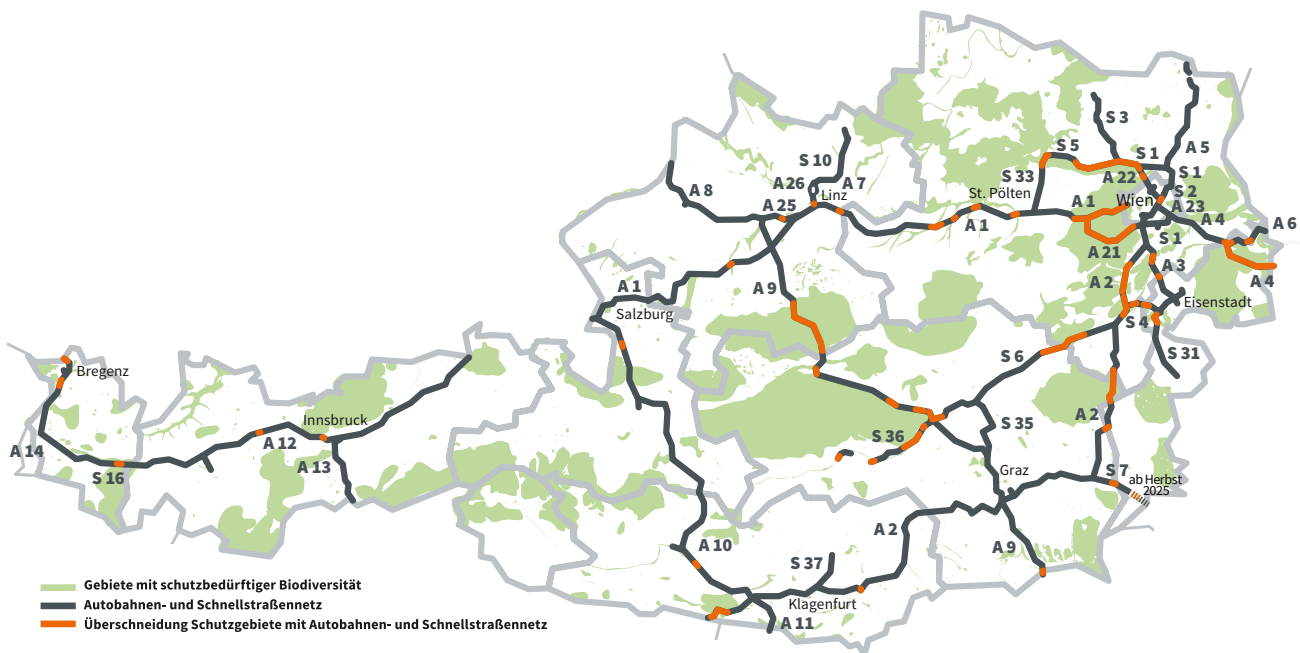 S 3
S 5
S 1
A 5
S 10
S 33
A 22
S 1
A 26
A 7
A 8
St. Pölten
Wien
S 2
Linz
A 25
A 1
A 23
A 4
A 1
A 6
S 1
A 21
A 3
A 2
A 4
A 1
A 9
Eisenstadt
Salzburg
S 4
S 6
S 31
Bregenz
A 2
Innsbruck
S 35
S 36
A 12
A 14
A 13
S 16
Graz
S 7
ab Herbst
2025
A 2
A 10
A 9
S 37
Klagenfurt
A 11
Gebiete mit schutzbedürftiger Biodiversität
Autobahnen- und Schnellstraßennetz
Überschneidung Schutzgebiete mit Autobahnen- und Schnellstraßennetz